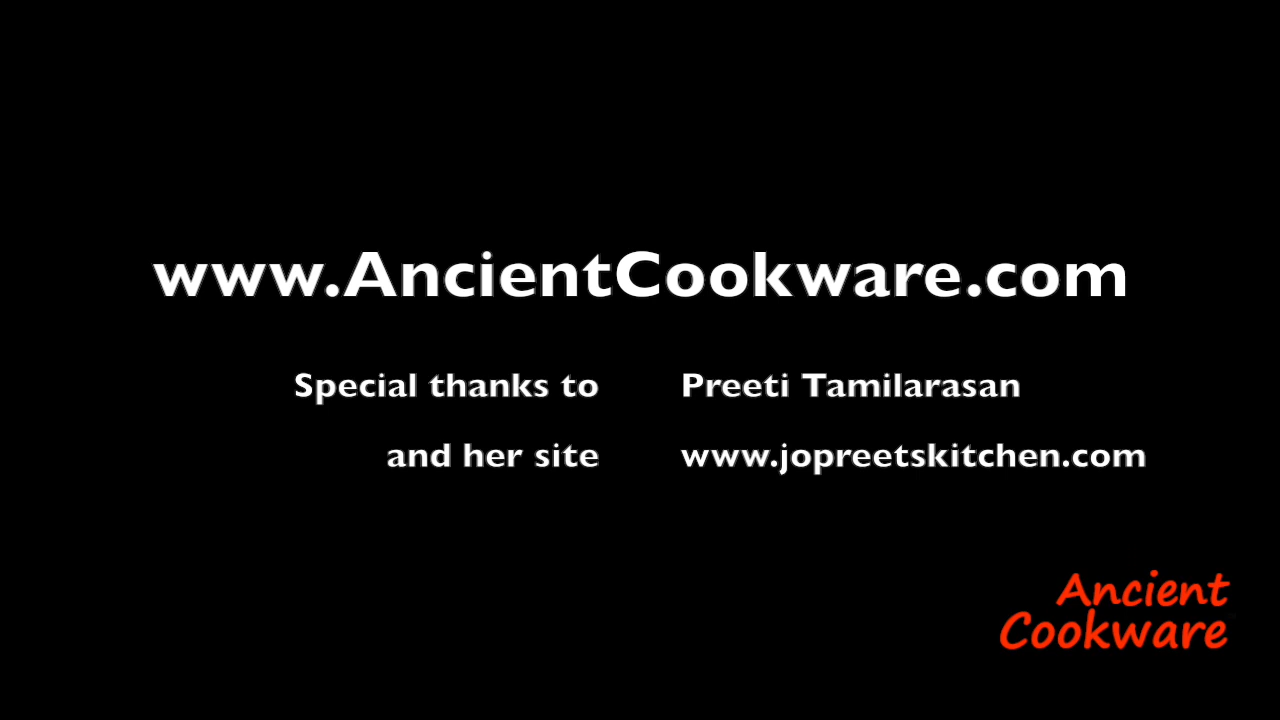 www.AncientCookware.com
Special thanks to Preeti Tamilarasan
and her site www.jopreetskitchen.com
Ancient
Cookware